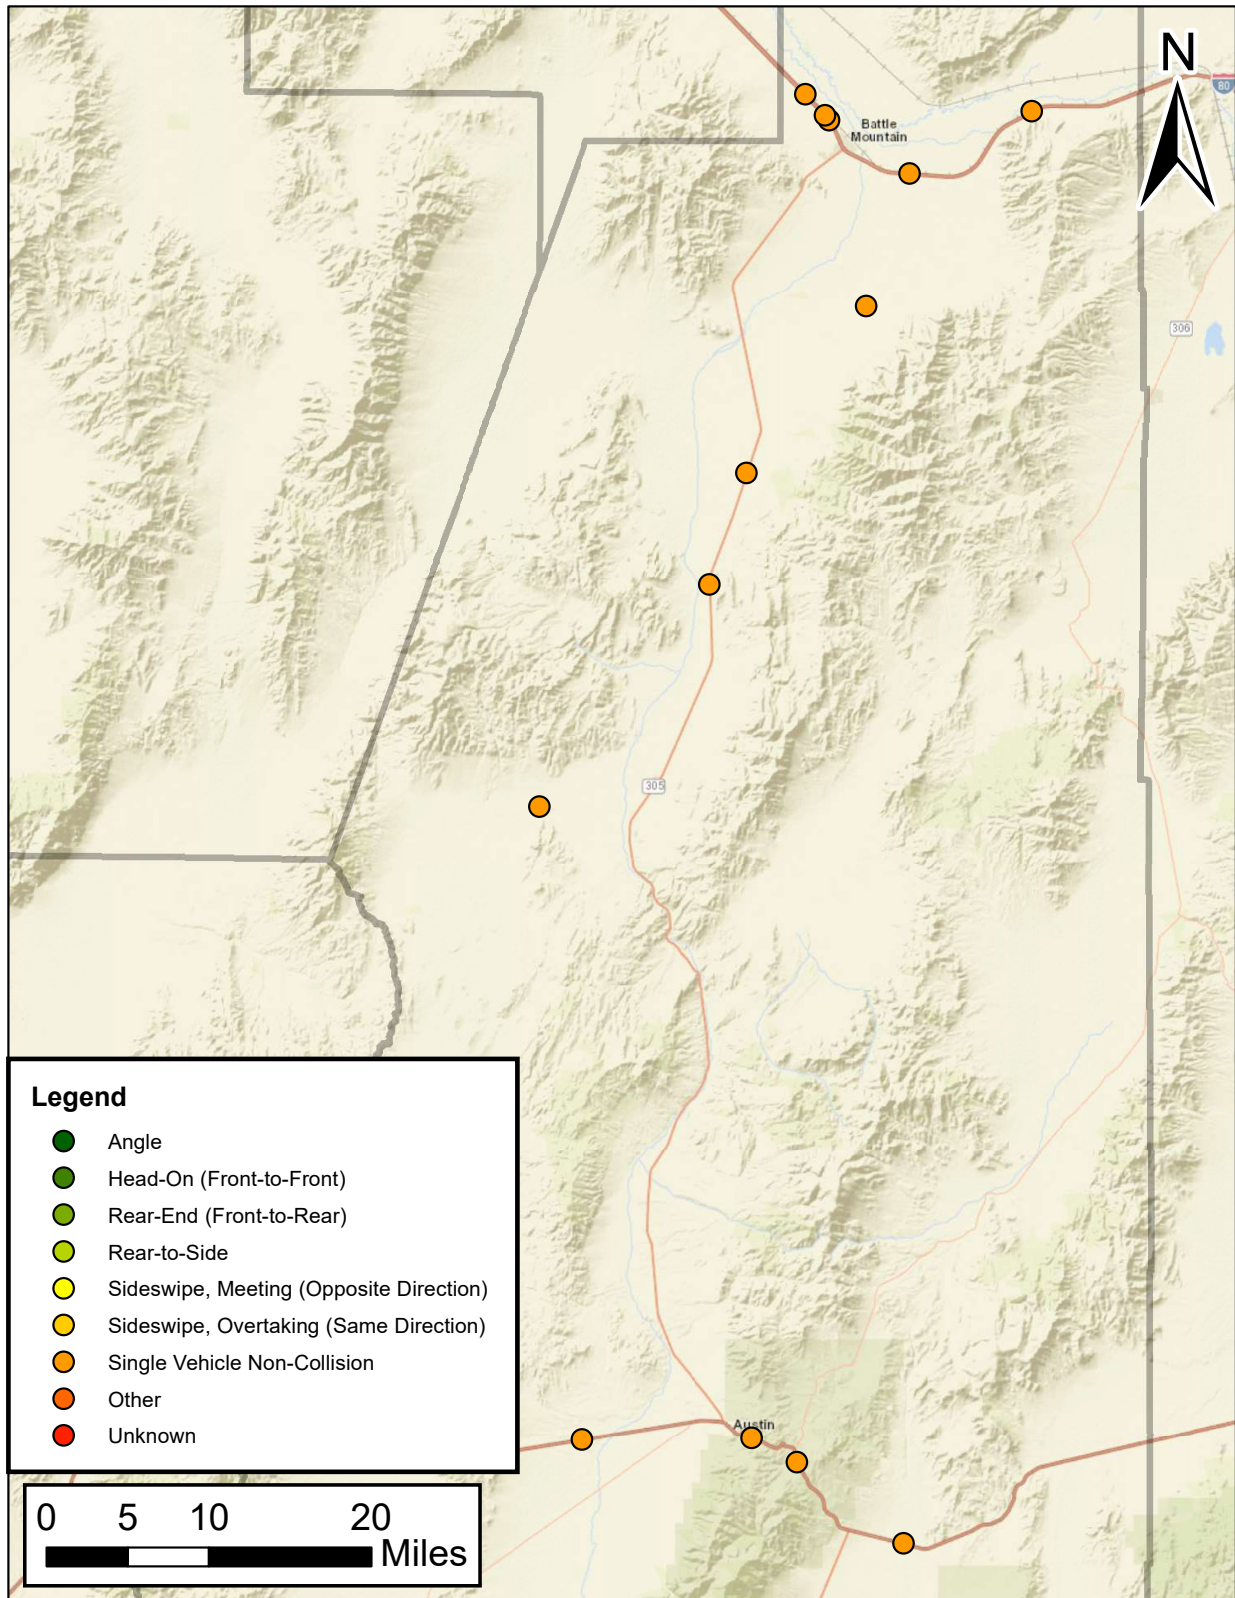 N
80
Battle
Mountain
306
305
Legend
Angle
Head-On (Front-to-Front)
Rear-End (Front-to-Rear)
Rear-to-Side
Sideswipe, Meeting (Opposite Direction)
Sideswipe, Overtaking (Same Direction)
Single Vehicle Non-Collision
Other
Unknown
Austin
0 5 10 20
Miles